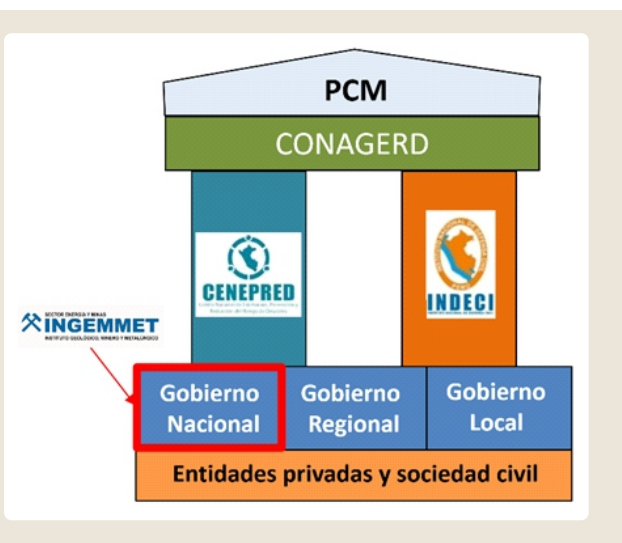 PCM
CONAGERD
CENEPRED
INDECI
SECTOR ENERGÍA Y MINAS
INGEMMET
INSTITUTO GEOLÓGICO, MINERO Y METALÚRGICO
Gobierno
Nacional
Gobierno
Regional
Gobierno
Local
Entidades privadas y sociedad civil